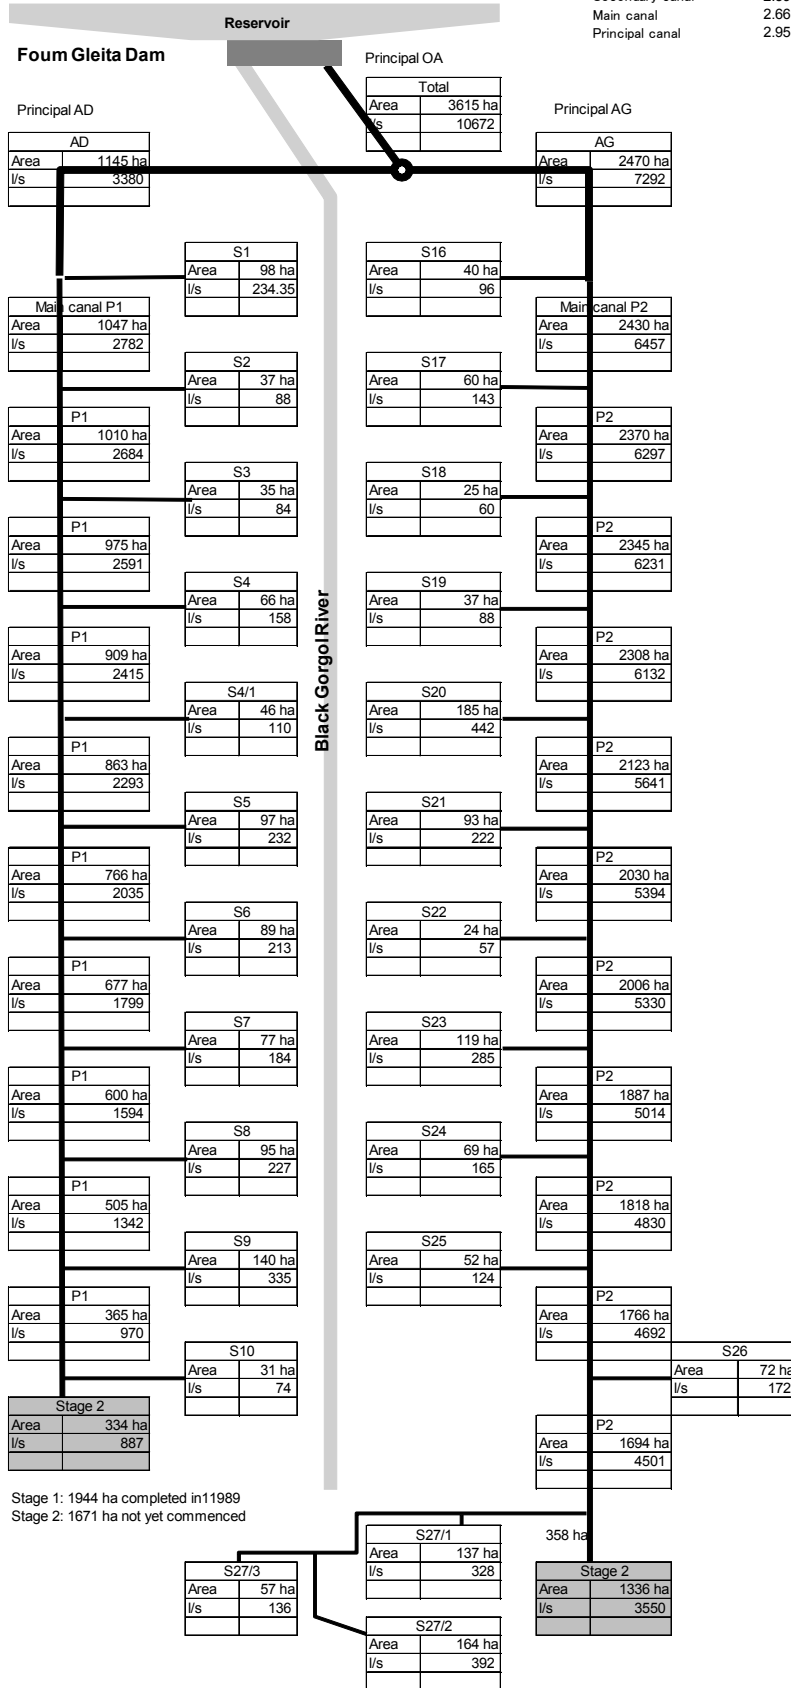 Secondary canal 2.39
Main canal 2.66
Principal canal 2.95
Reservoir
Foum Gleita Dam
Principal OA
Total
Area 3615 ha
l/s 10672
Principal AD
Principal AG
AD
Area 1145 ha
l/s 3380
AG
Area 2470 ha
l/s 7292
S1
Area 98 ha
l/s 234.35
S16
Area 40 ha
l/s 96
Main canal P1
Area 1047 ha
l/s 2782
Main canal P2
Area 2430 ha
l/s 6457
S2
Area 37 ha
l/s 88
S17
Area 60 ha
l/s 143
P1
Area 1010 ha
l/s 2684
P2
Area 2370 ha
l/s 6297
S3
Area 35 ha
l/s 84
S18
Area 25 ha
l/s 60
P1
Area 975 ha
l/s 2591
P2
Area 2345 ha
l/s 6231
S4
Area 66 ha
l/s 158
S19
Area 37 ha
l/s 88
Black Gorgol River
P1
Area 909 ha
l/s 2415
P2
Area 2308 ha
l/s 6132
S4/1
Area 46 ha
l/s 110
S20
Area 185 ha
l/s 442
P1
Area 863 ha
l/s 2293
P2
Area 2123 ha
l/s 5641
S5
Area 97 ha
l/s 232
S21
Area 93 ha
l/s 222
P1
Area 766 ha
l/s 2035
P2
Area 2030 ha
l/s 5394
S6
Area 89 ha
l/s 213
S22
Area 24 ha
l/s 57
P1
Area 677 ha
l/s 1799
P2
Area 2006 ha
l/s 5330
S7
Area 77 ha
l/s 184
S23
Area 119 ha
l/s 285
P1
Area 600 ha
l/s 1594
P2
Area 1887 ha
l/s 5014
S8
Area 95 ha
l/s 227
S24
Area 69 ha
l/s 165
P1
Area 505 ha
l/s 1342
P2
Area 1818 ha
l/s 4830
S9
Area 140 ha
l/s 335
S25
Area 52 ha
l/s 124
P1
Area 365 ha
l/s 970
P2
Area 1766 ha
l/s 4692
S10
Area 31 ha
l/s 74
S26
Area 72 ha
l/s 172
Stage 2
Area 334 ha
l/s 887
P2
Area 1694 ha
l/s 4501
Stage 1: 1944 ha completed in11989
Stage 2: 1671 ha not yet commenced
S27/1
Area 137 ha
l/s 328
358 ha
S27/3
Area 57 ha
l/s 136
Stage 2
Area 1336 ha
l/s 3550
S27/2
Area 164 ha
l/s 392